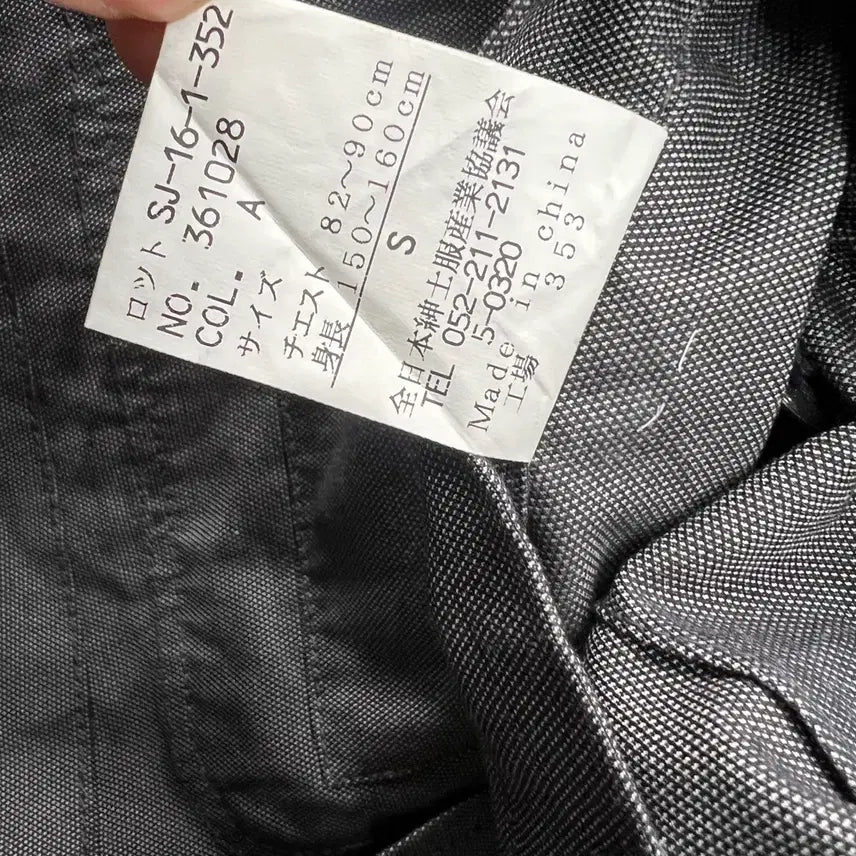 ロット SJ-16-1-352
NO. 361028
COL. A
サイズ
チエスト 82～90cm
身長 150～160cm
S
全日本紳士服産業協議会
TEL 052-211-2131
5-0320
Made in china
工場 353